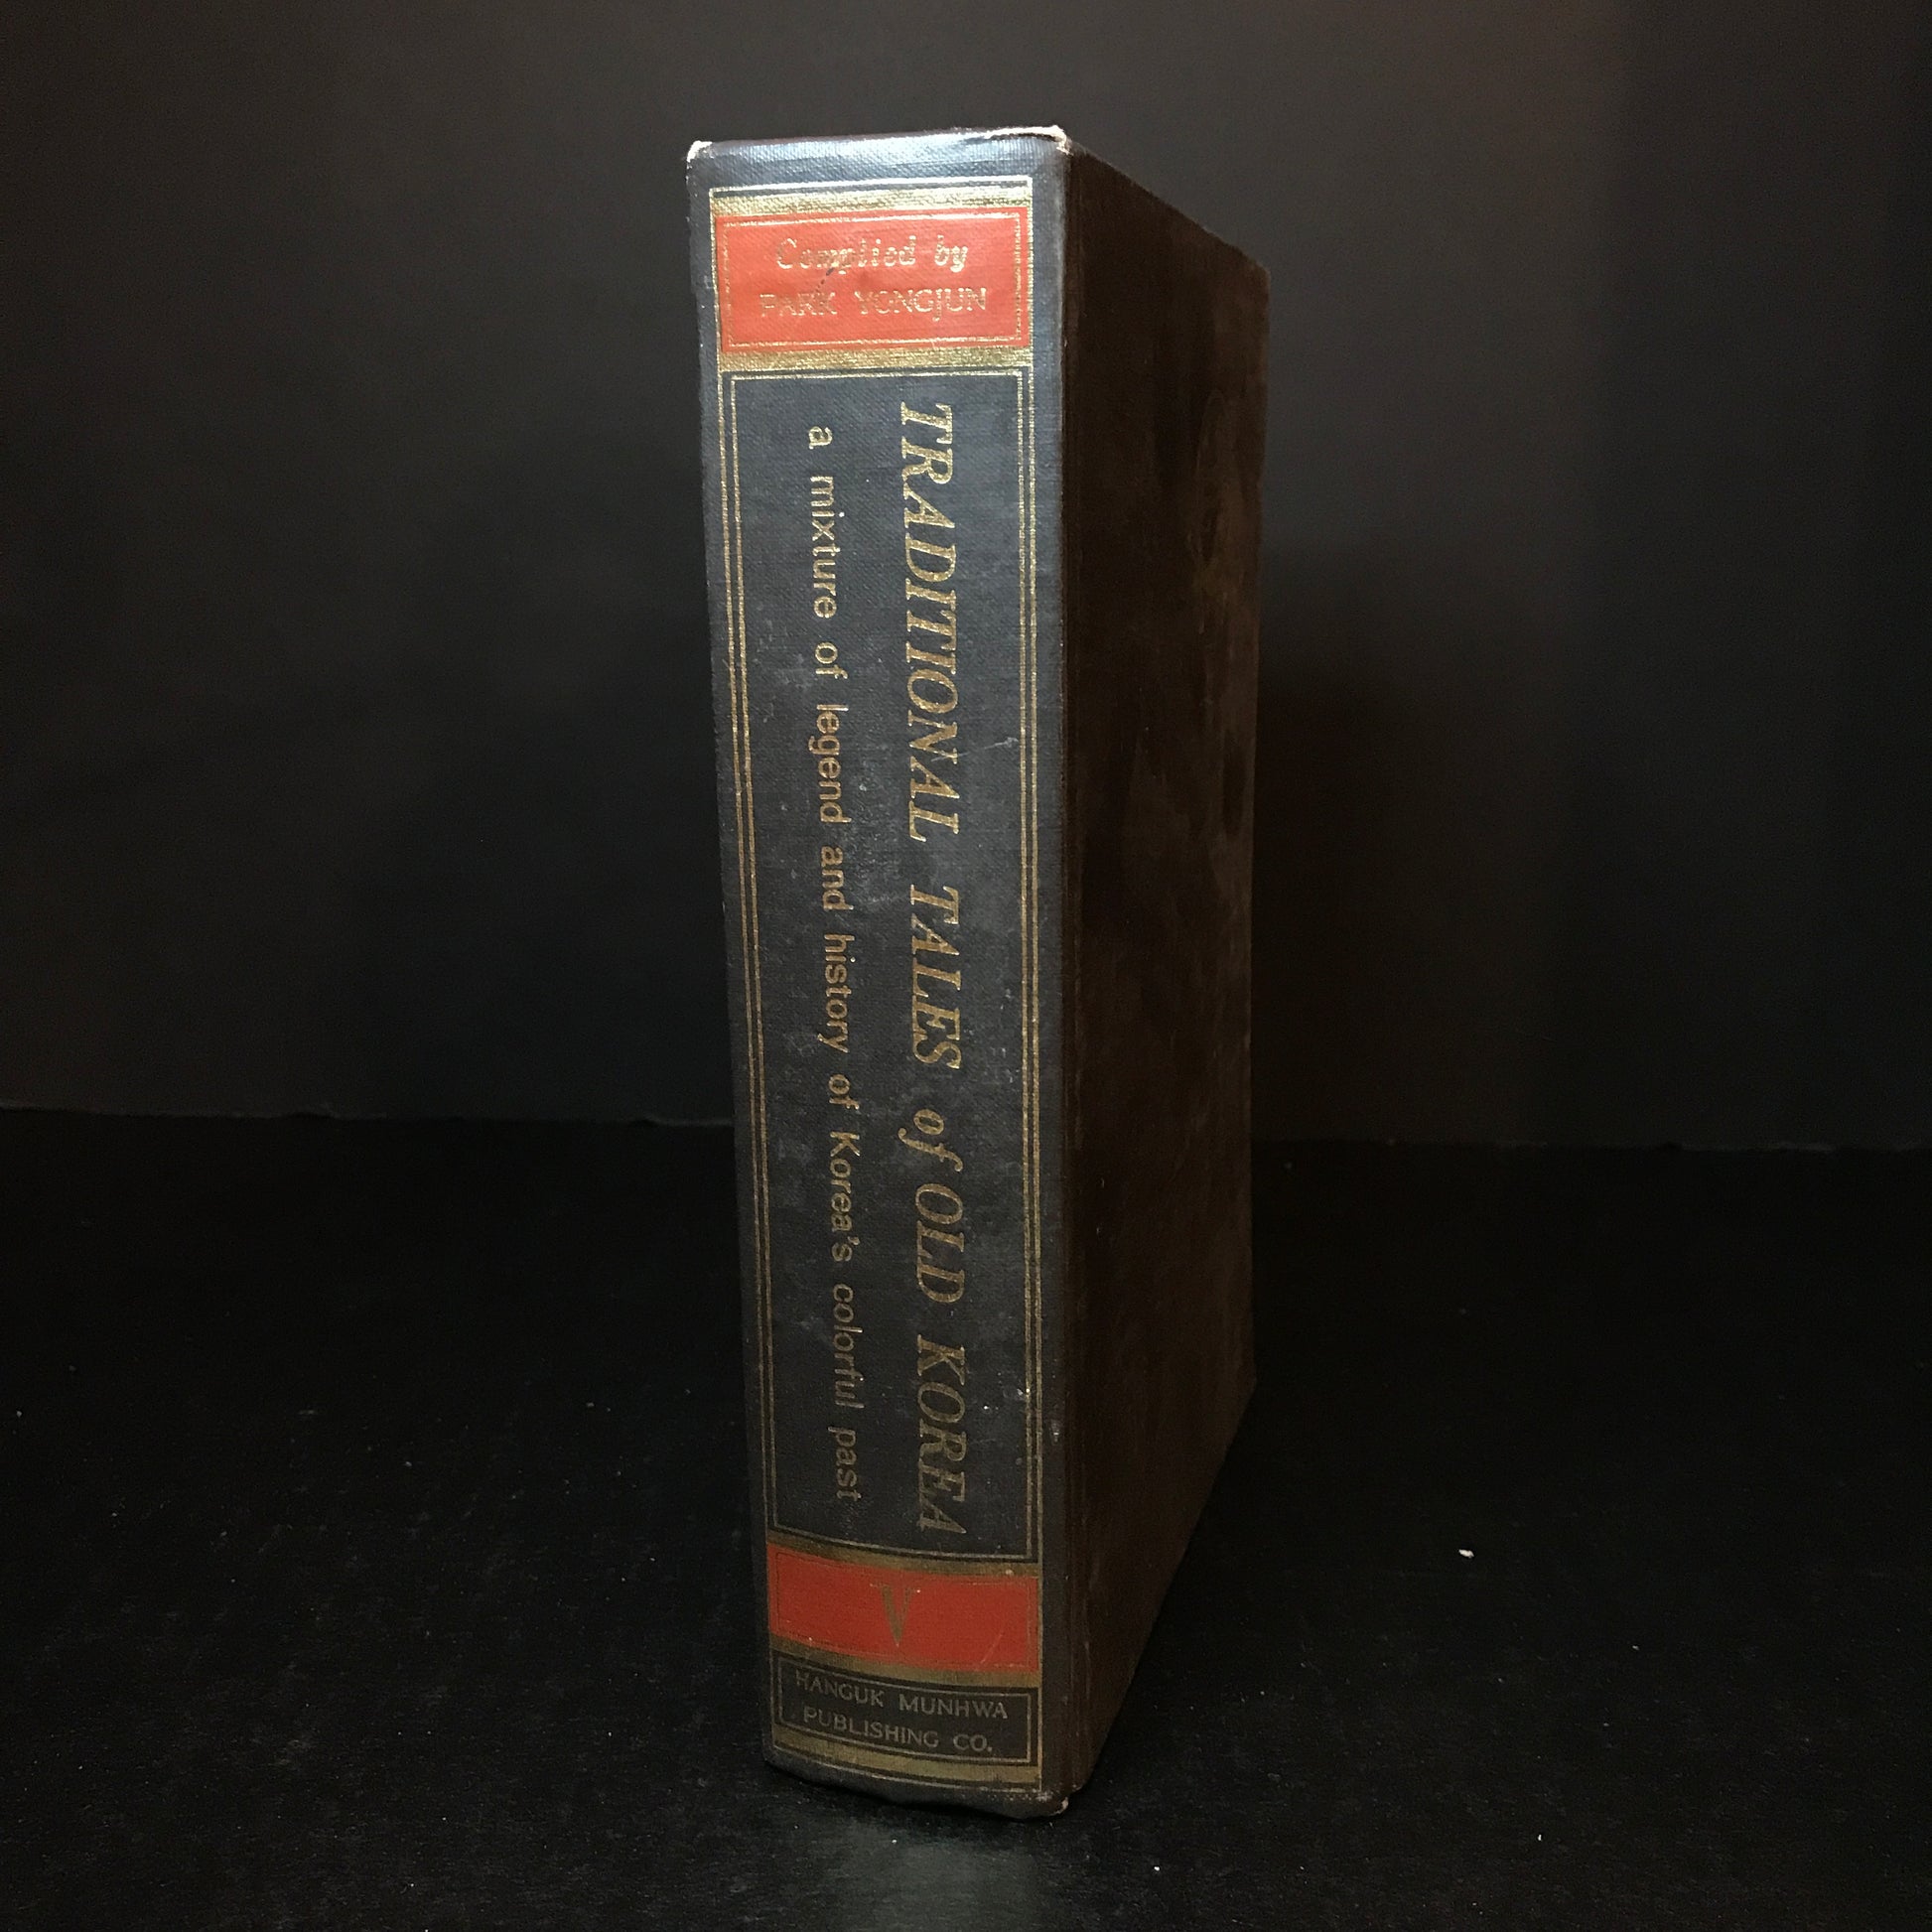 Complied by
PARK YONGJUN
TRADITIONAL TALES of OLD KOREA
a mixture of legend and history of Korea's colorful past
V
HANGUK MUNHWA
PUBLISHING CO.